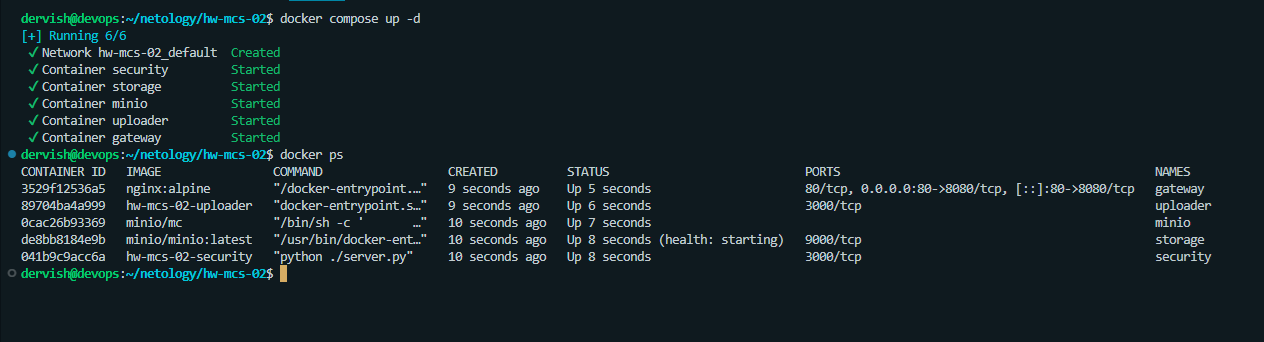 dervish@devops:~/netology/hw-mcs-02$ docker compose up -d
[+] Running 6/6
✔ Network hw-mcs-02_default  Created
✔ Container security         Started
✔ Container storage          Started
✔ Container minio            Started
✔ Container uploader         Started
✔ Container gateway          Started
dervish@devops:~/netology/hw-mcs-02$ docker ps
CONTAINER ID   IMAGE                COMMAND                  CREATED          STATUS                            PORTS                                           NAMES
3529f12536a5   nginx:alpine         "/docker-entrypoint.…"   9 seconds ago    Up 5 seconds                      80/tcp, 0.0.0.0:80->8080/tcp, [::]:80->8080/tcp   gateway
89704ba4a999   hw-mcs-02-uploader   "docker-entrypoint.s…"   9 seconds ago    Up 6 seconds                      3000/tcp                                        uploader
0cac26b93369   minio/mc             "/bin/sh -c '        …"   10 seconds ago   Up 7 seconds                                                                      minio
de8bb8184e9b   minio/minio:latest   "/usr/bin/docker-ent…"   10 seconds ago   Up 8 seconds (health: starting)   9000/tcp                                        storage
041b9c9acc6a   hw-mcs-02-security   "python ./server.py"     10 seconds ago   Up 8 seconds                      3000/tcp                                        security
dervish@devops:~/netology/hw-mcs-02$